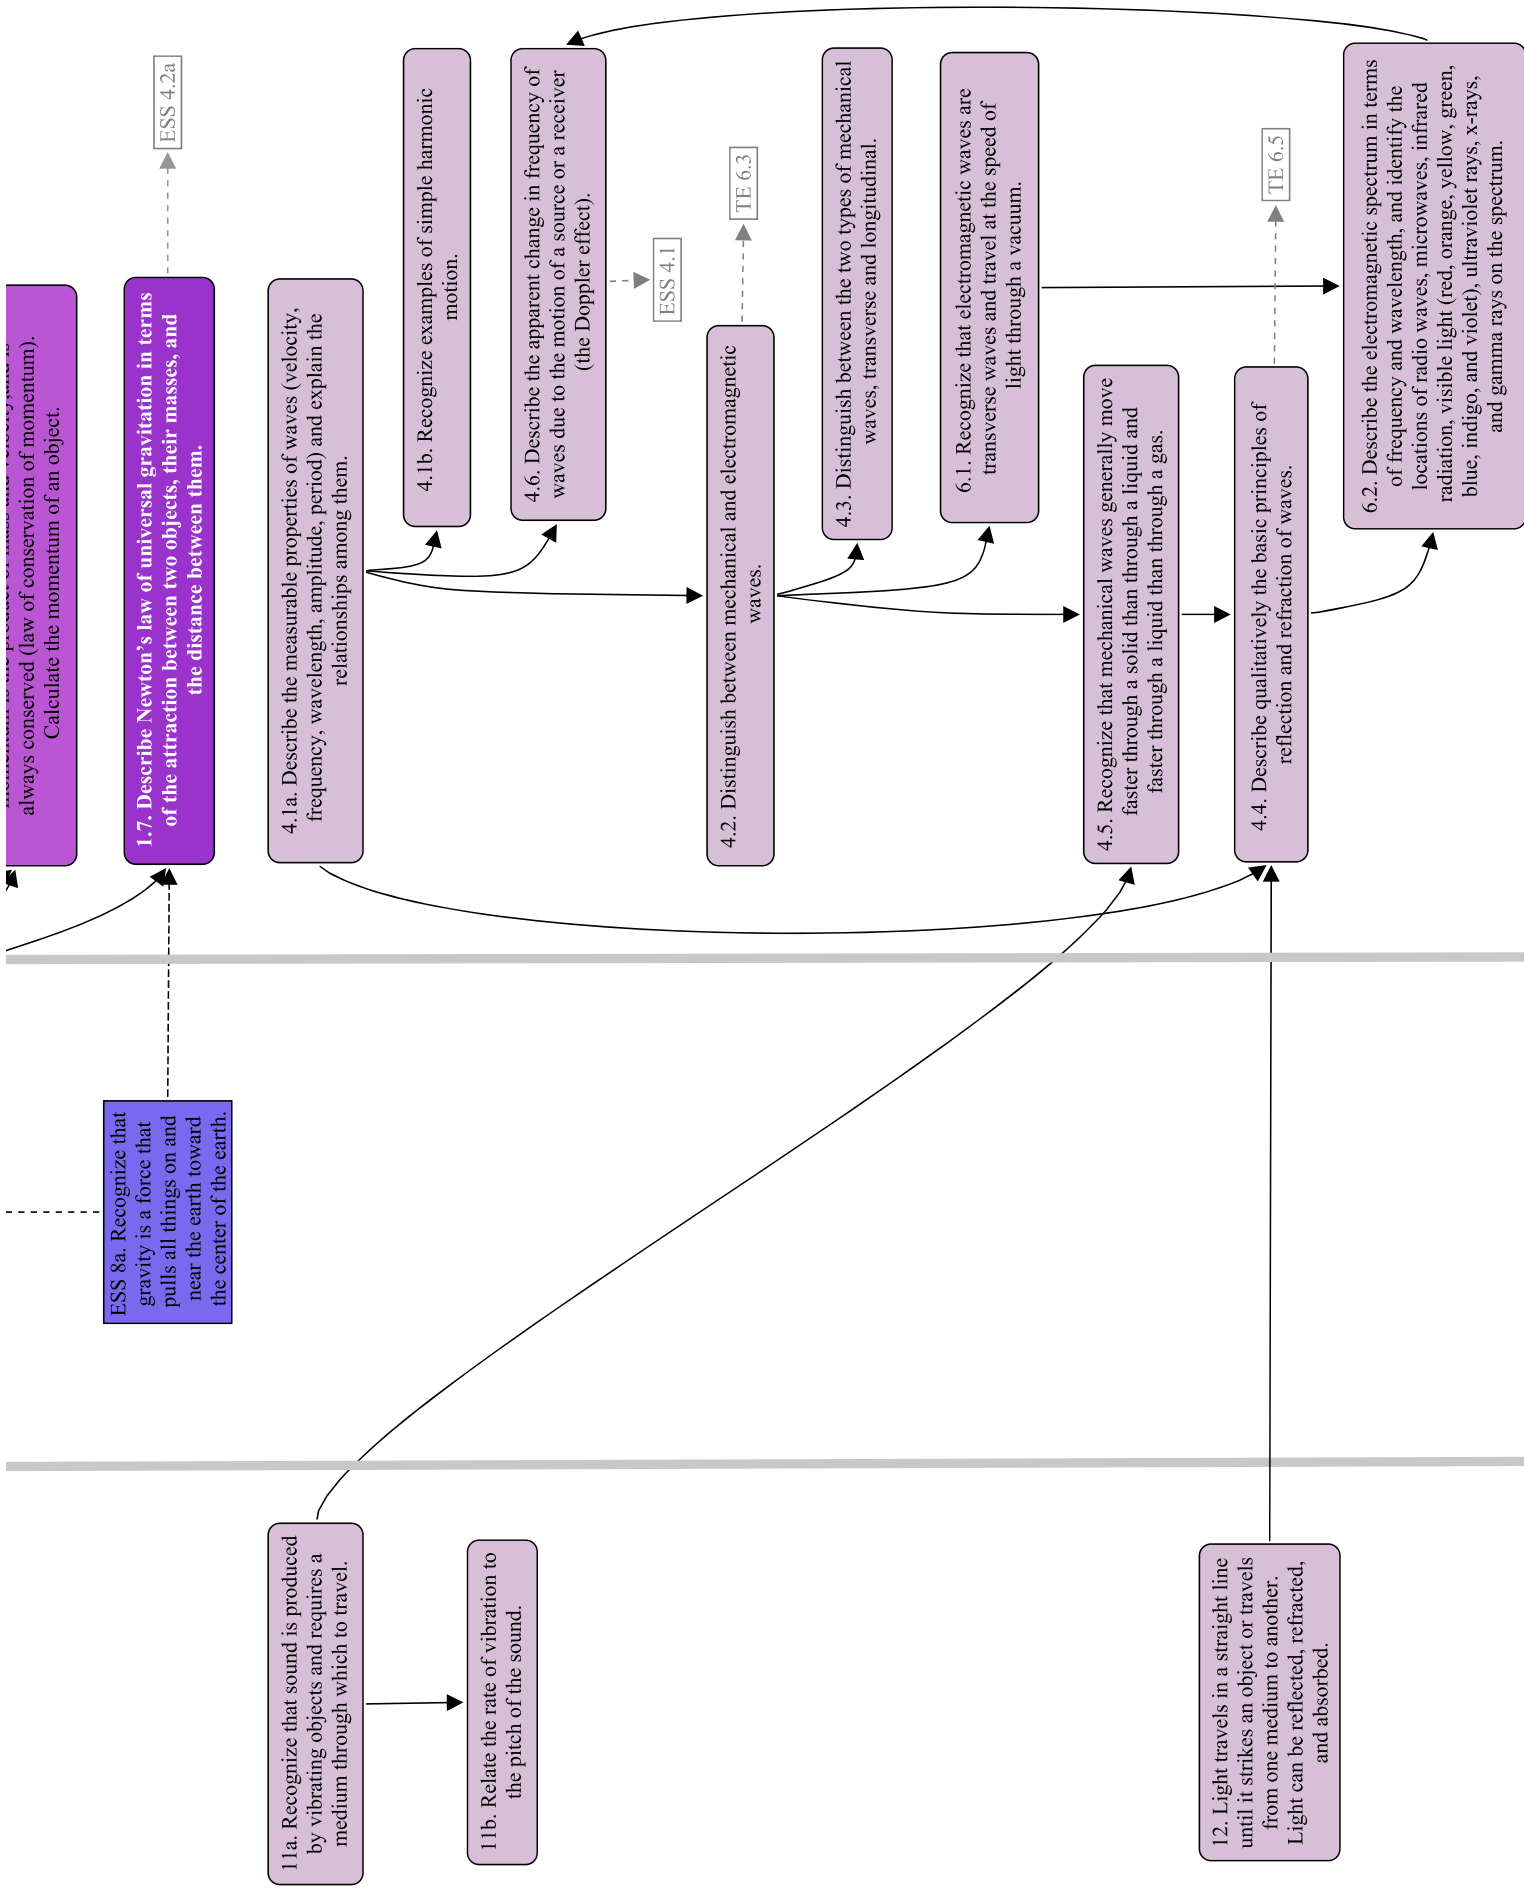 momentum is the product of mass and velocity and is
always conserved (law of conservation of momentum).
Calculate the momentum of an object.
1.7. Describe Newton’s law of universal gravitation in terms
of the attraction between two objects, their masses, and
the distance between them.
ESS 4.2a
4.1a. Describe the measurable properties of waves (velocity,
frequency, wavelength, amplitude, period) and explain the
relationships among them.
4.1b. Recognize examples of simple harmonic
motion.
4.6. Describe the apparent change in frequency of
waves due to the motion of a source or a receiver
(the Doppler effect).
ESS 4.1
4.2. Distinguish between mechanical and electromagnetic
waves.
TE 6.3
4.3. Distinguish between the two types of mechanical
waves, transverse and longitudinal.
6.1. Recognize that electromagnetic waves are
transverse waves and travel at the speed of
light through a vacuum.
4.5. Recognize that mechanical waves generally move
faster through a solid than through a liquid and
faster through a liquid than through a gas.
4.4. Describe qualitatively the basic principles of
reflection and refraction of waves.
TE 6.5
6.2. Describe the electromagnetic spectrum in terms
of frequency and wavelength, and identify the
locations of radio waves, microwaves, infrared
radiation, visible light (red, orange, yellow, green,
blue, indigo, and violet), ultraviolet rays, x-rays,
and gamma rays on the spectrum.
ESS 8a. Recognize that
gravity is a force that
pulls all things on and
near the earth toward
the center of the earth.
11a. Recognize that sound is produced
by vibrating objects and requires a
medium through which to travel.
11b. Relate the rate of vibration to
the pitch of the sound.
12. Light travels in a straight line
until it strikes an object or travels
from one medium to another.
Light can be reflected, refracted,
and absorbed.